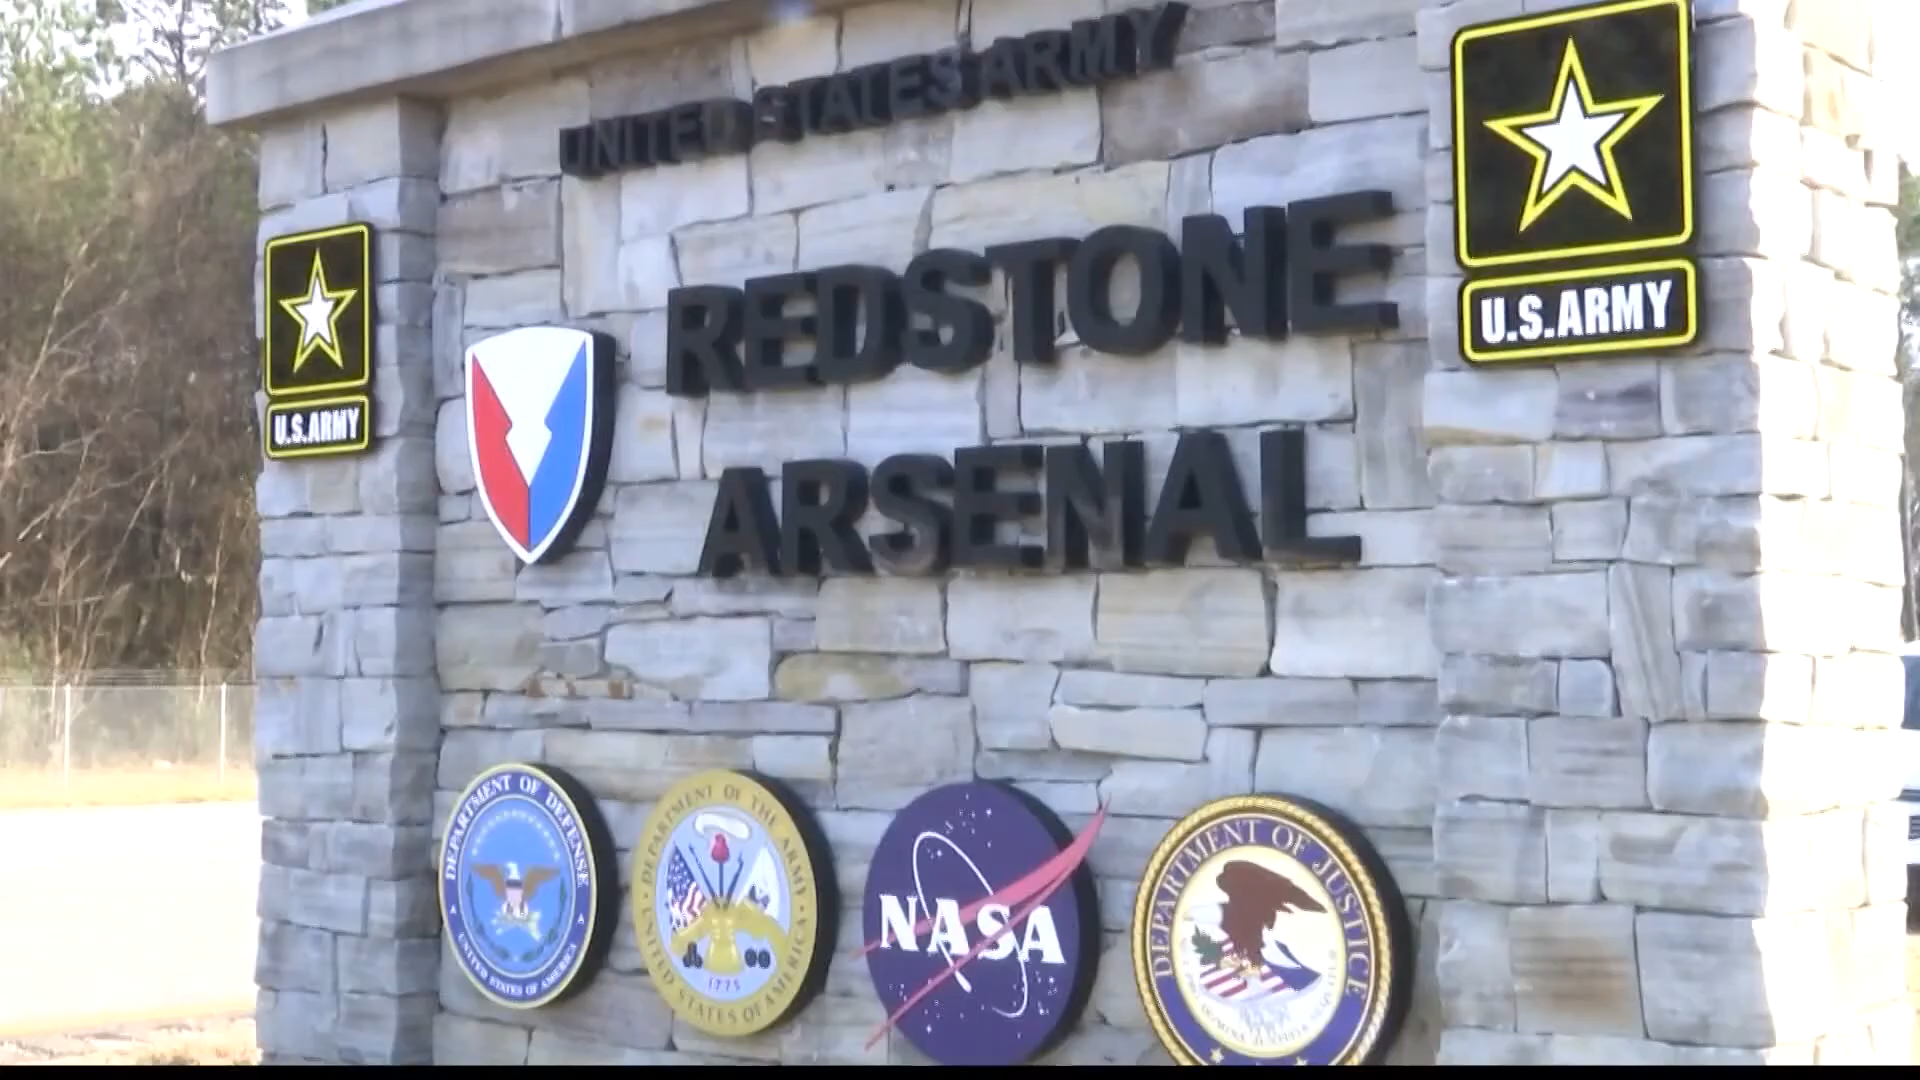 UNITED STATES ARMY
REDSTONE
ARSENAL
U.S.ARMY
U.S.ARMY
DEPARTMENT OF DEFENSE
UNITED STATES OF AMERICA
DEPARTMENT OF THE ARMY
UNITED STATES OF AMERICA
1775
NASA
DEPARTMENT OF JUSTICE